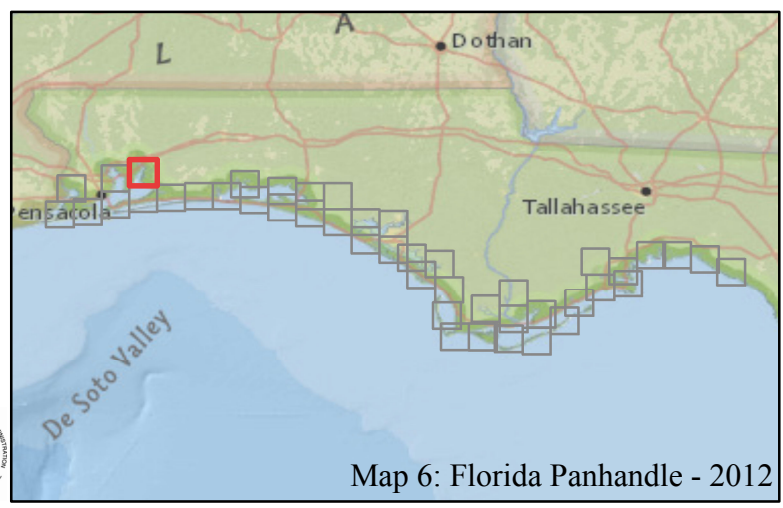 A
L
Dothan
Pensacola
Tallahassee
De Soto Valley
Map 6: Florida Panhandle - 2012